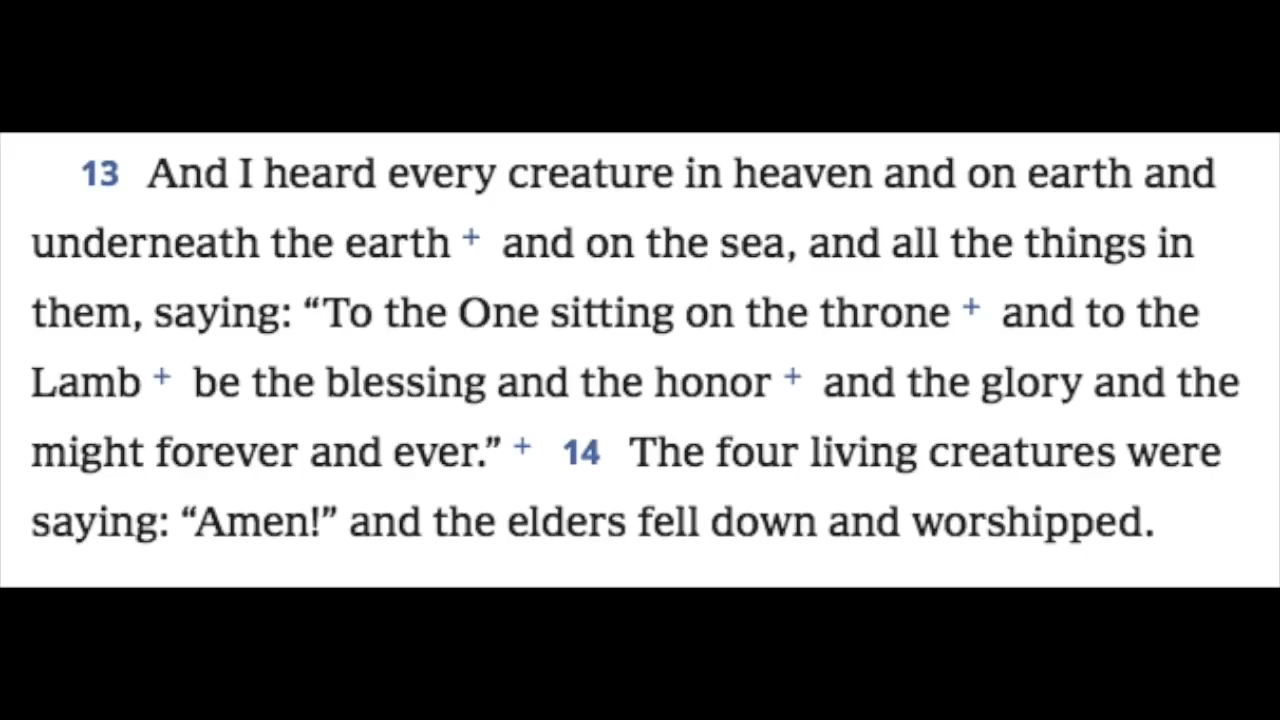 13 And I heard every creature in heaven and on earth and
underneath the earth + and on the sea, and all the things in
them, saying: “To the One sitting on the throne + and to the
Lamb + be the blessing and the honor + and the glory and the
might forever and ever.” + 14 The four living creatures were
saying: “Amen!” and the elders fell down and worshipped.